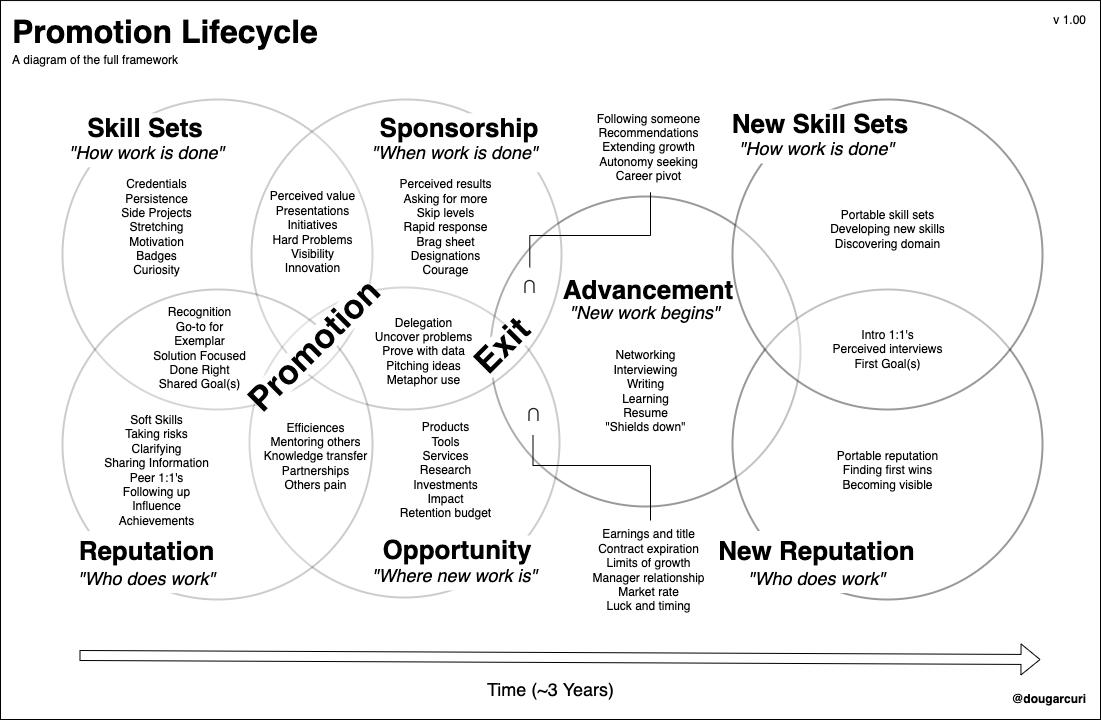 Promotion Lifecycle
v 1.00
A diagram of the full framework
Skill Sets
"How work is done"
Credentials
Persistence
Side Projects
Stretching
Motivation
Badges
Curiosity
Perceived value
Presentations
Initiatives
Hard Problems
Visibility
Innovation
Sponsorship
"When work is done"
Perceived results
Asking for more
Skip levels
Rapid response
Brag sheet
Designations
Courage
Following someone
Recommendations
Extending growth
Autonomy seeking
Career pivot
New Skill Sets
"How work is done"
Portable skill sets
Developing new skills
Discovering domain
Recognition
Go-to for
Exemplar
Solution Focused
Done Right
Shared Goal(s)
Promotion
Delegation
Uncover problems
Prove with data
Pitching ideas
Metaphor use
Exit
∩
∩
Advancement
"New work begins"
Networking
Interviewing
Writing
Learning
Resume
"Shields down"
Intro 1:1's
Perceived interviews
First Goal(s)
Soft Skills
Taking risks
Clarifying
Sharing Information
Peer 1:1's
Following up
Influence
Achievements
Reputation
"Who does work"
Efficiences
Mentoring others
Knowledge transfer
Partnerships
Others pain
Products
Tools
Services
Research
Investments
Impact
Retention budget
Opportunity
"Where new work is"
Earnings and title
Contract expiration
Limits of growth
Manager relationship
Market rate
Luck and timing
Portable reputation
Finding first wins
Becoming visible
New Reputation
"Who does work"
Time (~3 Years)
@dougarcuri